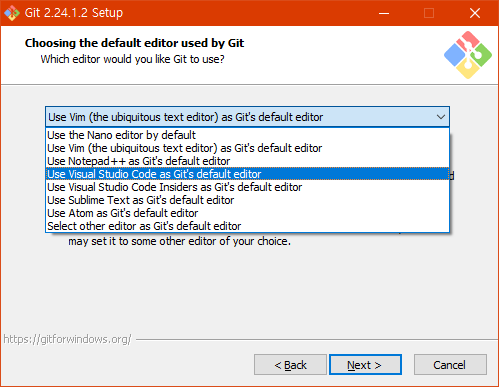 Git 2.24.1.2 Setup
Choosing the default editor used by Git
Which editor would you like Git to use?
Use Vim (the ubiquitous text editor) as Git's default editor
Use the Nano editor by default
Use Vim (the ubiquitous text editor) as Git's default editor
Use Notepad++ as Git's default editor
Use Visual Studio Code as Git's default editor
Use Visual Studio Code Insiders as Git's default editor
Use Sublime Text as Git's default editor
Use Atom as Git's default editor
Select other editor as Git's default editor
may set it to some other editor of your choice.
https://gitforwindows.org/
< Back
Next >
Cancel